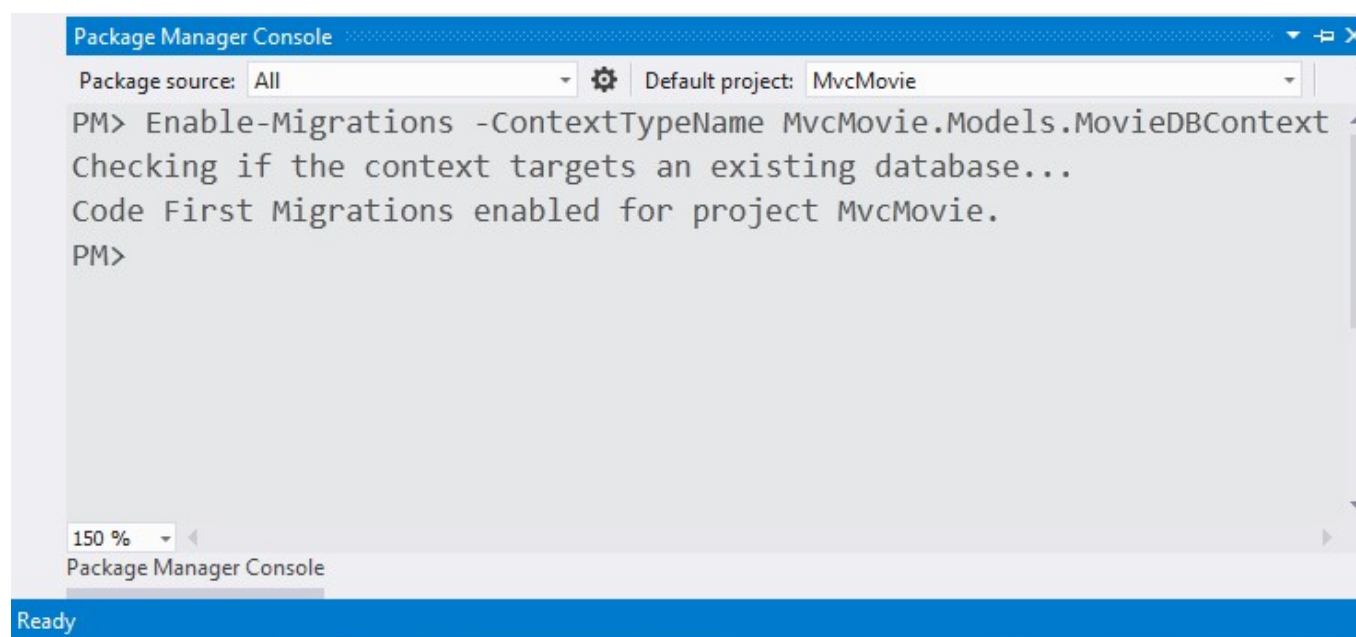 Package Manager Console
Package source: All Default project: MvcMovie
PM> Enable-Migrations -ContextTypeName MvcMovie.Models.MovieDBContext
Checking if the context targets an existing database...
Code First Migrations enabled for project MvcMovie.
PM>
150 %
Package Manager Console
Ready